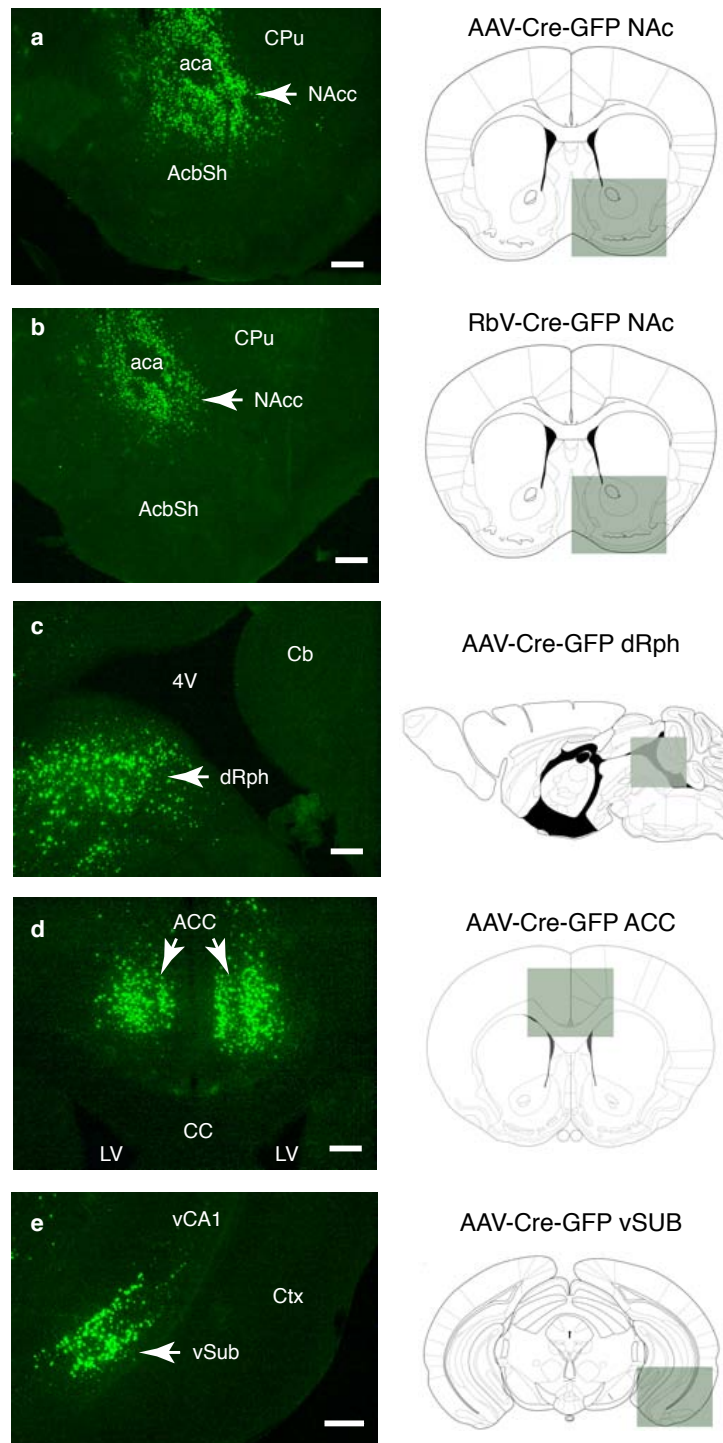 a
CPu
aca
NAcc
AcbSh
AAV-Cre-GFP NAc
b
CPu
aca
NAcc
AcbSh
RbV-Cre-GFP NAc
c
Cb
4V
dRph
AAV-Cre-GFP dRph
d
ACC
CC
LV LV
AAV-Cre-GFP ACC
e
vCA1
Ctx
vSub
AAV-Cre-GFP vSUB